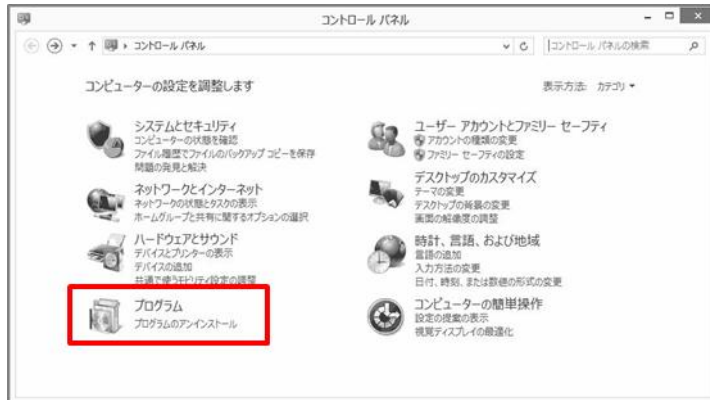 コントロール パネル
コントロール パネル
コントロール パネルの検索
コンピューターの設定を調整します
表示方法: カテゴリ
システムとセキュリティ
コンピューターの状態を確認
ファイル履歴でファイルのバックアップ コピーを保存
問題の発見と解決
ネットワークとインターネット
ネットワークの状態とタスクの表示
ホームグループと共有に関するオプションの選択
ハードウェアとサウンド
デバイスとプリンターの表示
デバイスの追加
共通で使うモビリティ設定の調整
プログラム
プログラムのアンインストール
ユーザー アカウントとファミリー セーフティ
アカウントの種類の変更
ファミリー セーフティの設定
デスクトップのカスタマイズ
テーマの変更
デスクトップの背景の変更
画面の解像度の調整
時計、言語、および地域
言語の追加
入力方法の変更
日付、時刻、または数値の形式の変更
コンピューターの簡単操作
設定の提案の表示
視覚ディスプレイの最適化